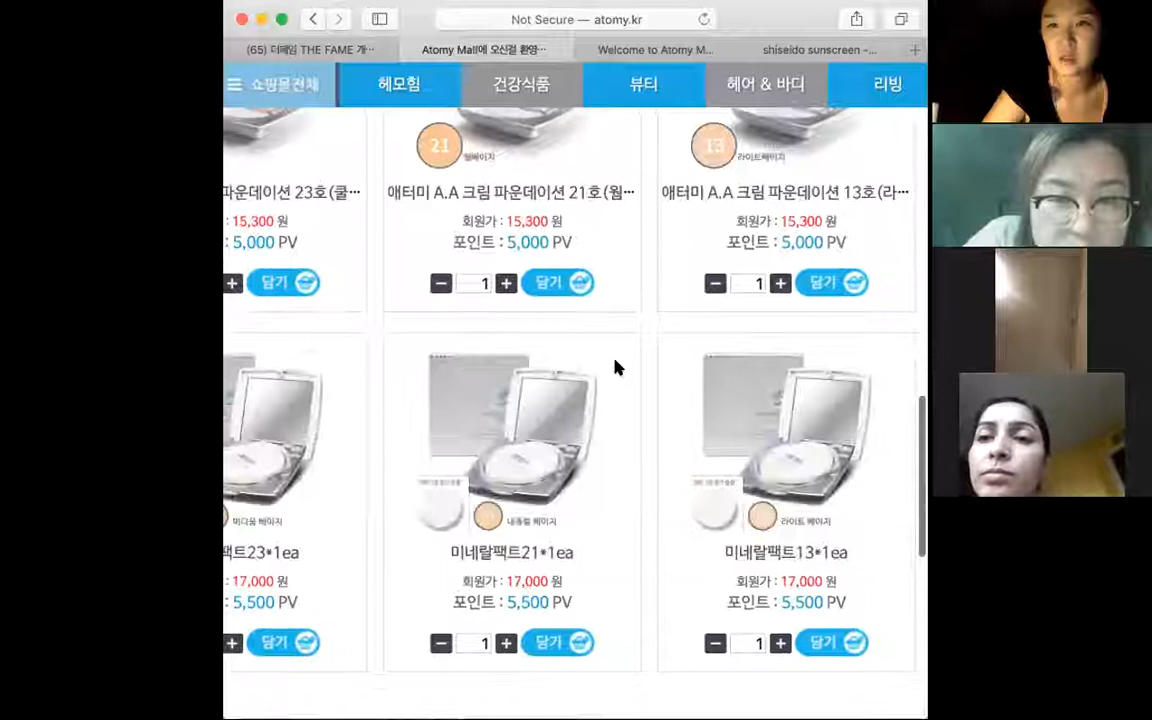 Not Secure — atomy.kr
(65) 더페임 THE FAME 개…
Atomy Mall에 오신걸 환영…
Welcome to Atomy M...
shiseido sunscreen -...
쇼핑몰전체
헤모힘
건강식품
뷰티
헤어 & 바디
리빙
21
웜베이지
13
라이트베이지
파운데이션 23호(쿨…
애터미 A.A 크림 파운데이션 21호(웜…
애터미 A.A 크림 파운데이션 13호(라…
: 15,300 원
회원가 : 15,300 원
회원가 : 15,300 원
: 5,000 PV
포인트 : 5,000 PV
포인트 : 5,000 PV
+ 담기
− 1 + 담기
− 1 + 담기
미디움 베이지
내츄럴 베이지
라이트 베이지
팩트23*1ea
미네랄팩트21*1ea
미네랄팩트13*1ea
: 17,000 원
회원가 : 17,000 원
회원가 : 17,000 원
: 5,500 PV
포인트 : 5,500 PV
포인트 : 5,500 PV
+ 담기
− 1 + 담기
− 1 + 담기